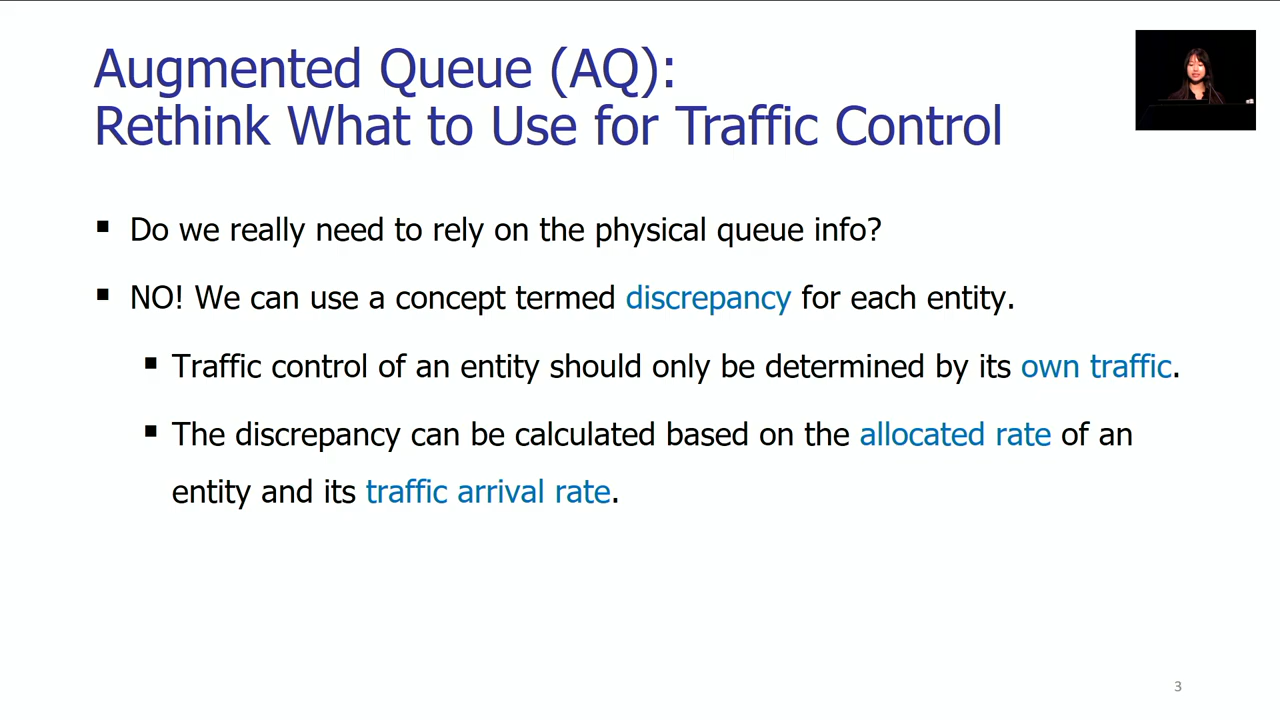 Augmented Queue (AQ):
Rethink What to Use for Traffic Control
▪ Do we really need to rely on the physical queue info?
▪ NO! We can use a concept termed discrepancy for each entity.
▪ Traffic control of an entity should only be determined by its own traffic.
▪ The discrepancy can be calculated based on the allocated rate of an
entity and its traffic arrival rate.
3